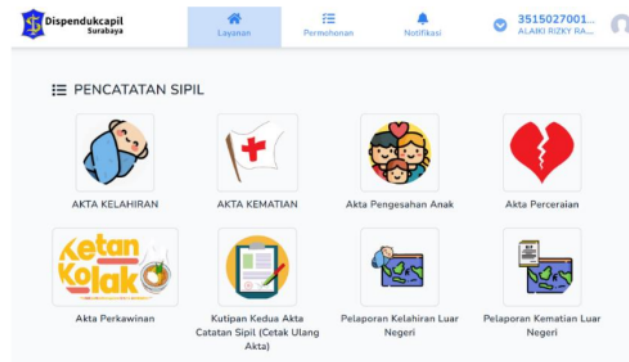 Dispendukcapil
Surabaya
Layanan
Permohonan
Notifikasi
3515027001...
ALAIKI RIZKY RA...
PENCATATAN SIPIL
AKTA KELAHIRAN
AKTA KEMATIAN
Akta Pengesahan Anak
Akta Perceraian
Ketan
Kolak
Akta Perkawinan
Kutipan Kedua Akta
Catatan Sipil (Cetak Ulang
Akta)
Pelaporan Kelahiran Luar
Negeri
Pelaporan Kematian Luar
Negeri